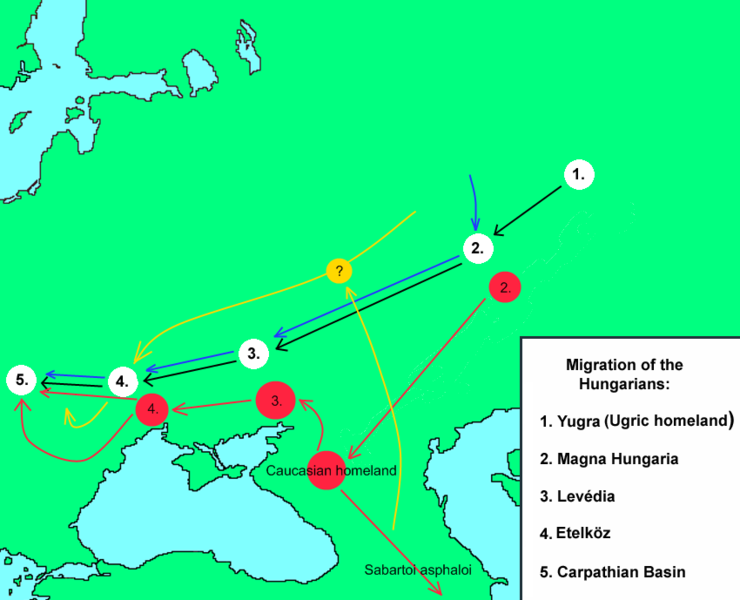 1.
2.
?
2.
3.
5.
4.
3.
4.
Caucasian homeland
Sabartoi asphaloi
Migration of the
Hungarians:
1. Yugra (Ugric homeland)
2. Magna Hungaria
3. Levédia
4. Etelköz
5. Carpathian Basin